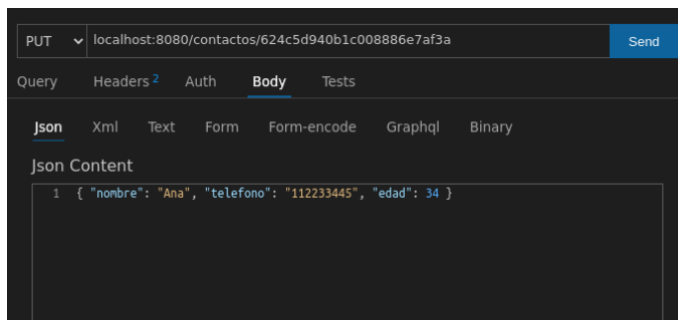 PUT localhost:8080/contactos/624c5d940b1c008886e7af3a Send
Query Headers 2 Auth Body Tests
Json Xml Text Form Form-encode Graphql Binary
Json Content
1 { "nombre": "Ana", "telefono": "112233445", "edad": 34 }